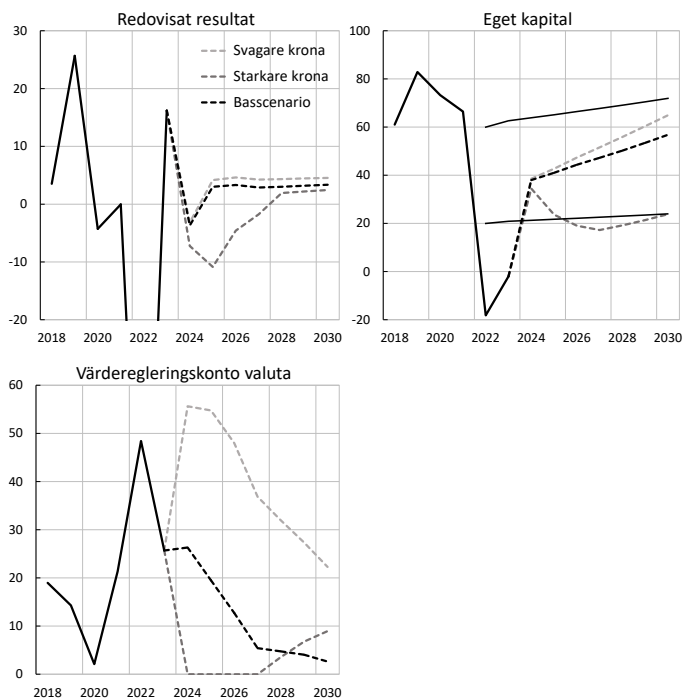 Redovisat resultat
30
20
10
0
-10
-20
2018 2020 2022 2024 2026 2028 2030
Svagare krona
Starkare krona
Basscenario
Eget kapital
100
80
60
40
20
0
-20
2018 2020 2022 2024 2026 2028 2030
Värderegleringskonto valuta
60
50
40
30
20
10
0
2018 2020 2022 2024 2026 2028 2030